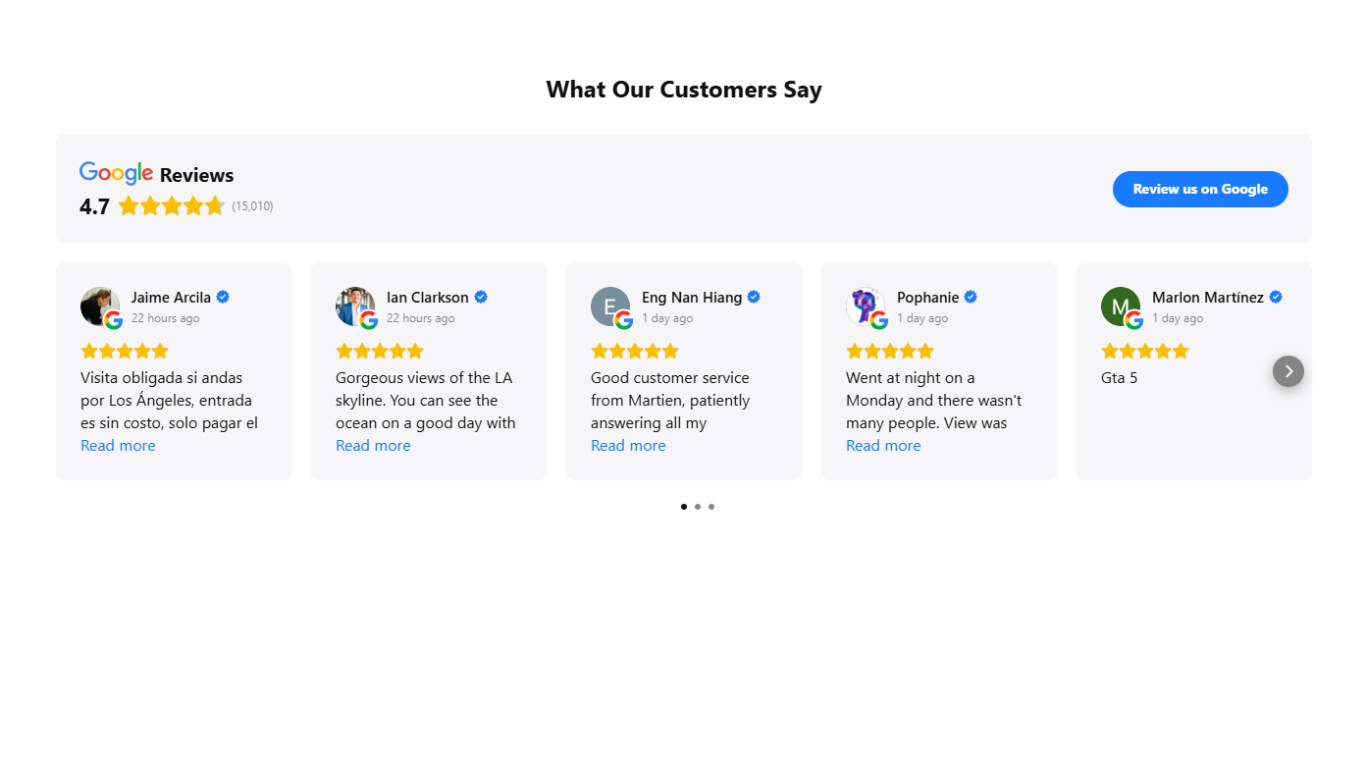 What Our Customers Say
Google Reviews
4.7 (15,010)
Review us on Google
Jaime Arcila
22 hours ago
Visita obligada si andas
por Los Ángeles, entrada
es sin costo, solo pagar el
Read more
Ian Clarkson
22 hours ago
Gorgeous views of the LA
skyline. You can see the
ocean on a good day with
Read more
E
Eng Nan Hiang
1 day ago
Good customer service
from Martien, patiently
answering all my
Read more
Pophanie
1 day ago
Went at night on a
Monday and there wasn't
many people. View was
Read more
M
Marlon Martínez
1 day ago
Gta 5